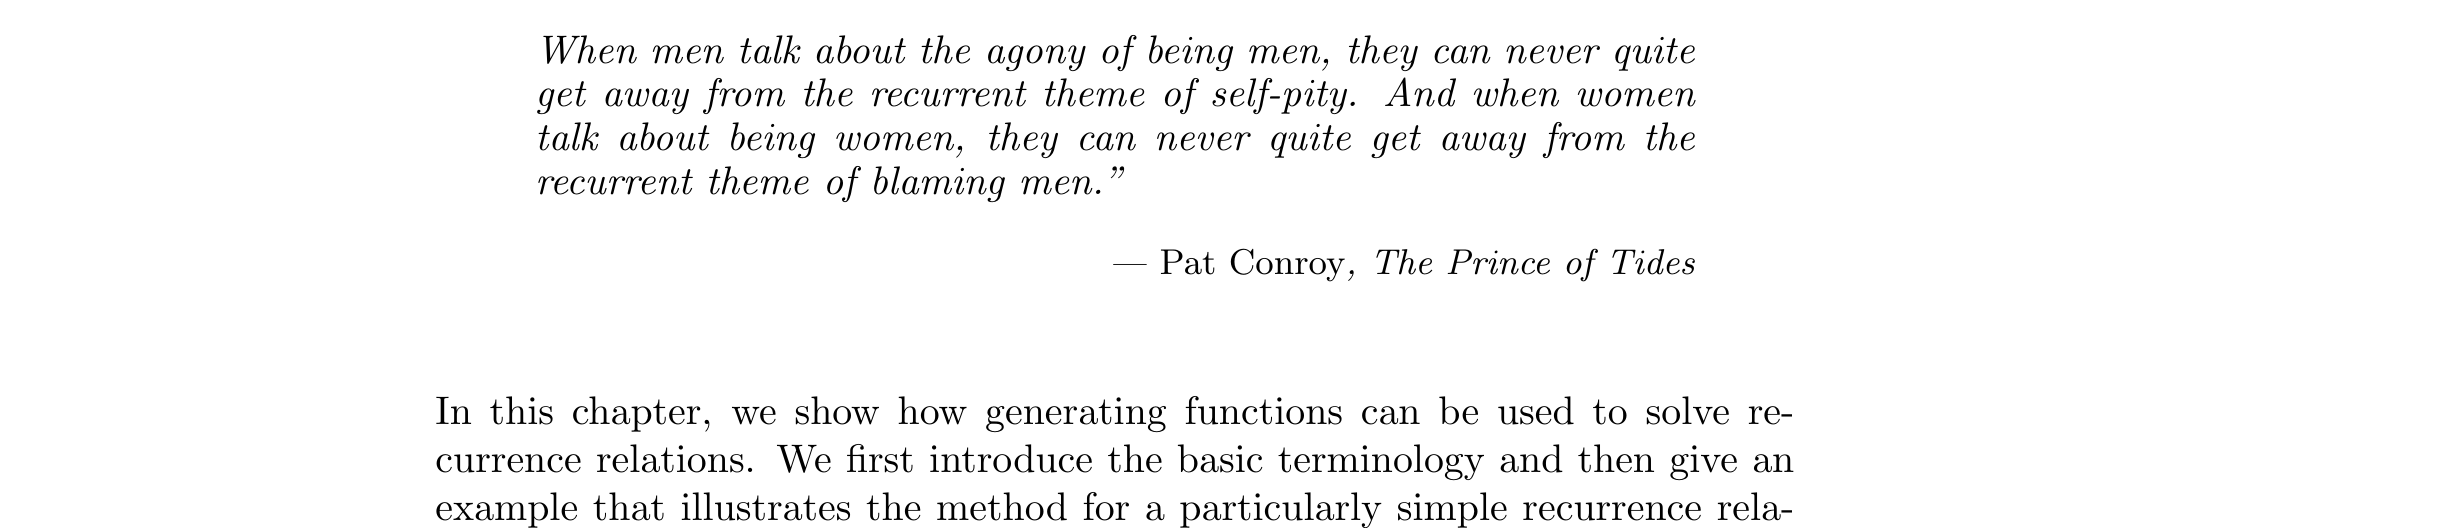 When men talk about the agony of being men, they can never quite
get away from the recurrent theme of self-pity. And when women
talk about being women, they can never quite get away from the
recurrent theme of blaming men.”
— Pat Conroy, The Prince of Tides
In this chapter, we show how generating functions can be used to solve re-
currence relations. We first introduce the basic terminology and then give an
example that illustrates the method for a particularly simple recurrence rela-